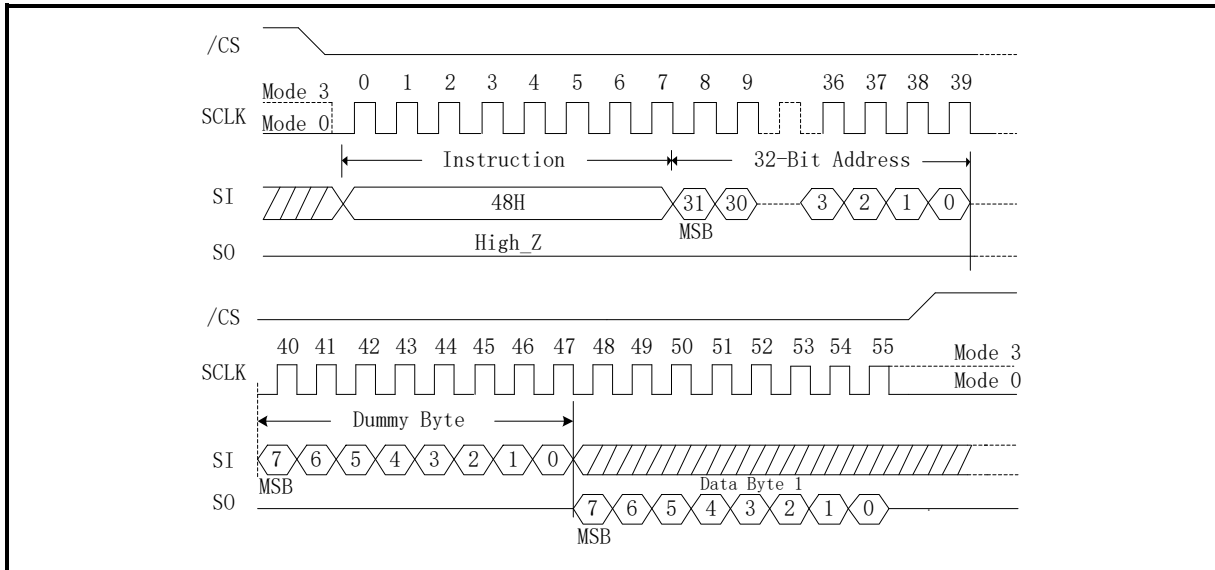 /CS
0 1 2 3 4 5 6 7 8 9 36 37 38 39
Mode 3
SCLK Mode 0
Instruction 32-Bit Address
SI 48H 31 30 3 2 1 0
MSB
High_Z
SO
/CS
40 41 42 43 44 45 46 47 48 49 50 51 52 53 54 55
Mode 3
SCLK Mode 0
Dummy Byte
SI 7 6 5 4 3 2 1 0
MSB Data Byte 1
SO 7 6 5 4 3 2 1 0
MSB